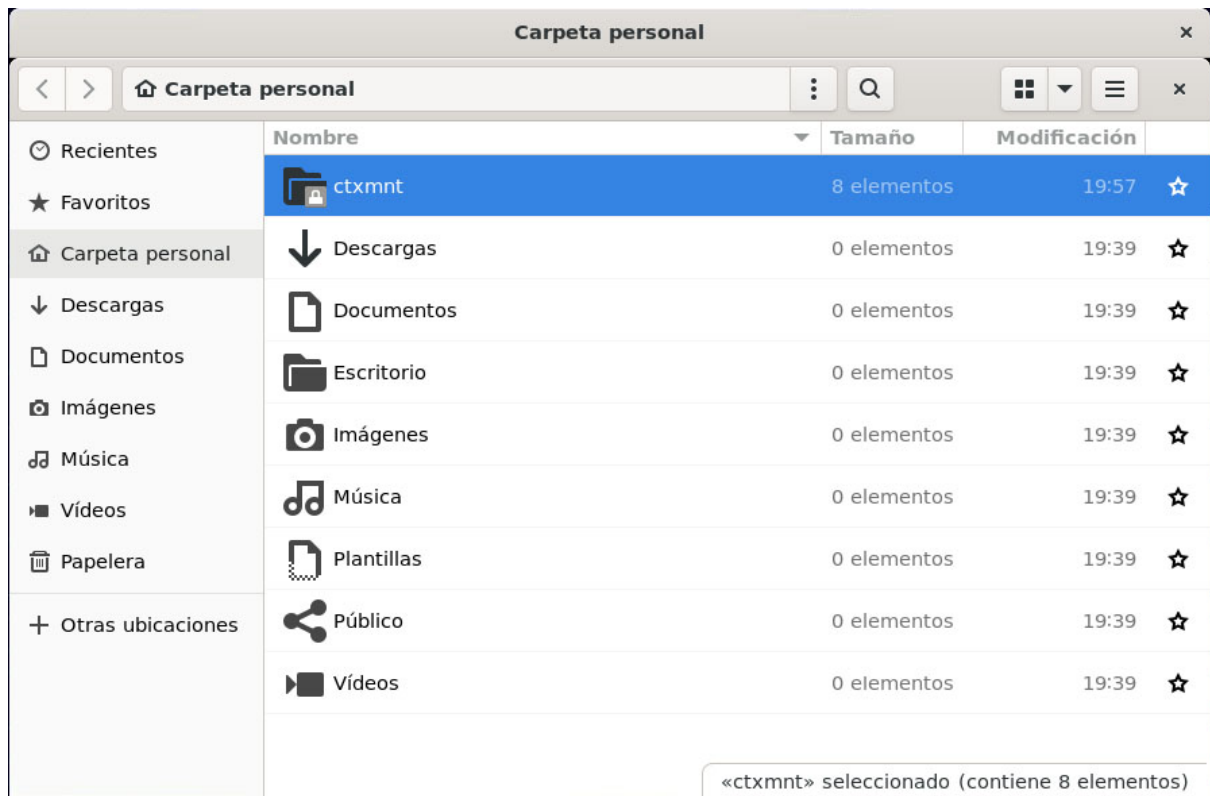 Carpeta personal
Carpeta personal
Recientes
Favoritos
Carpeta personal
Descargas
Documentos
Imágenes
Música
Vídeos
Papelera
Otras ubicaciones
Nombre Tamaño Modificación
ctxmnt 8 elementos 19:57
Descargas 0 elementos 19:39
Documentos 0 elementos 19:39
Escritorio 0 elementos 19:39
Imágenes 0 elementos 19:39
Música 0 elementos 19:39
Plantillas 0 elementos 19:39
Público 0 elementos 19:39
Vídeos 0 elementos 19:39
«ctxmnt» seleccionado (contiene 8 elementos)